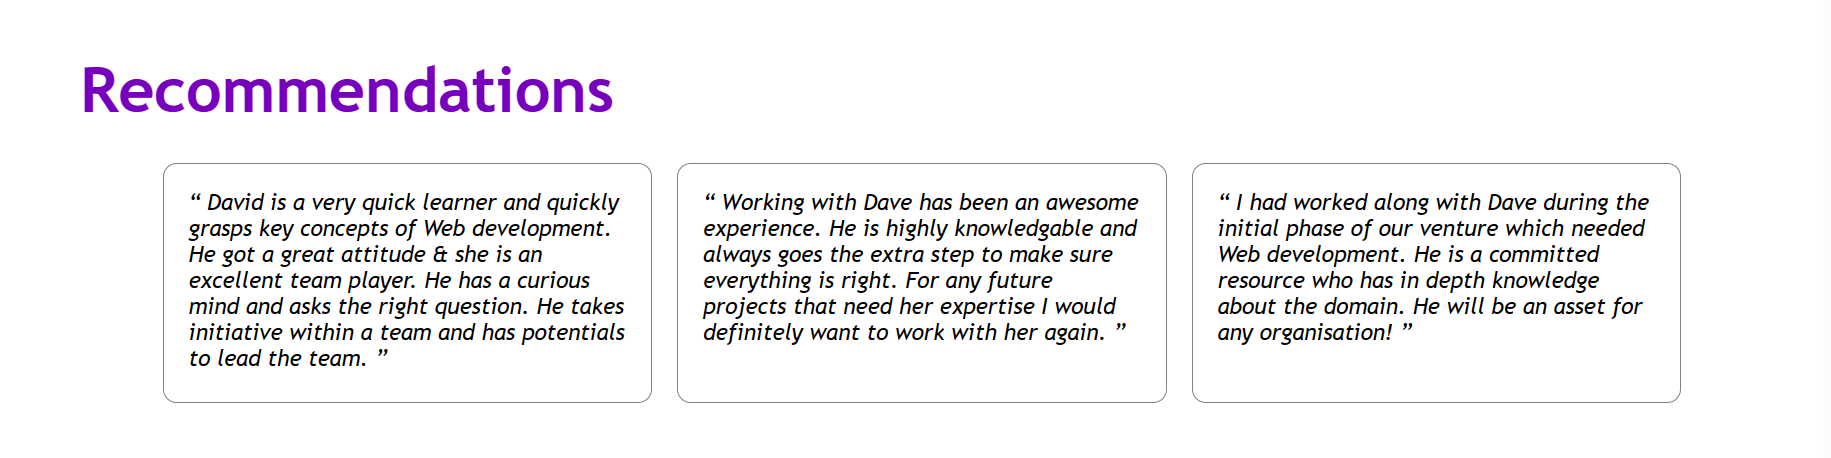 Recommendations
“ David is a very quick learner and quickly
grasps key concepts of Web development.
He got a great attitude & she is an
excellent team player. He has a curious
mind and asks the right question. He takes
initiative within a team and has potentials
to lead the team. ”
“ Working with Dave has been an awesome
experience. He is highly knowledgable and
always goes the extra step to make sure
everything is right. For any future
projects that need her expertise I would
definitely want to work with her again. ”
“ I had worked along with Dave during the
initial phase of our venture which needed
Web development. He is a committed
resource who has in depth knowledge
about the domain. He will be an asset for
any organisation! ”